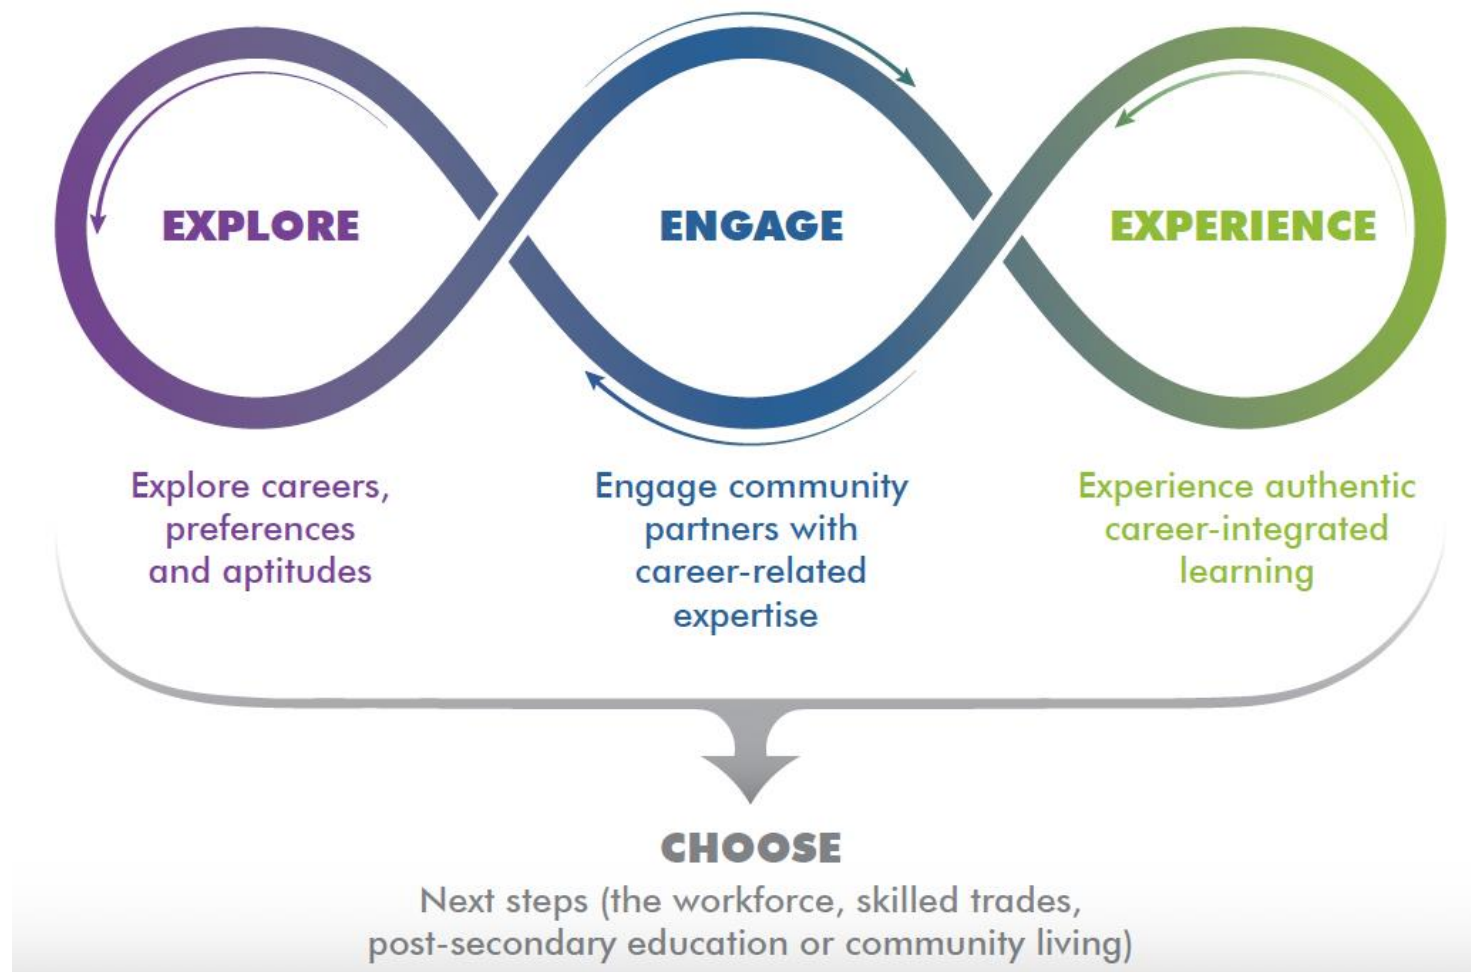 EXPLORE
ENGAGE
EXPERIENCE
Explore careers,
preferences
and aptitudes
Engage community
partners with
career-related
expertise
Experience authentic
career-integrated
learning
CHOOSE
Next steps (the workforce, skilled trades,
post-secondary education or community living)